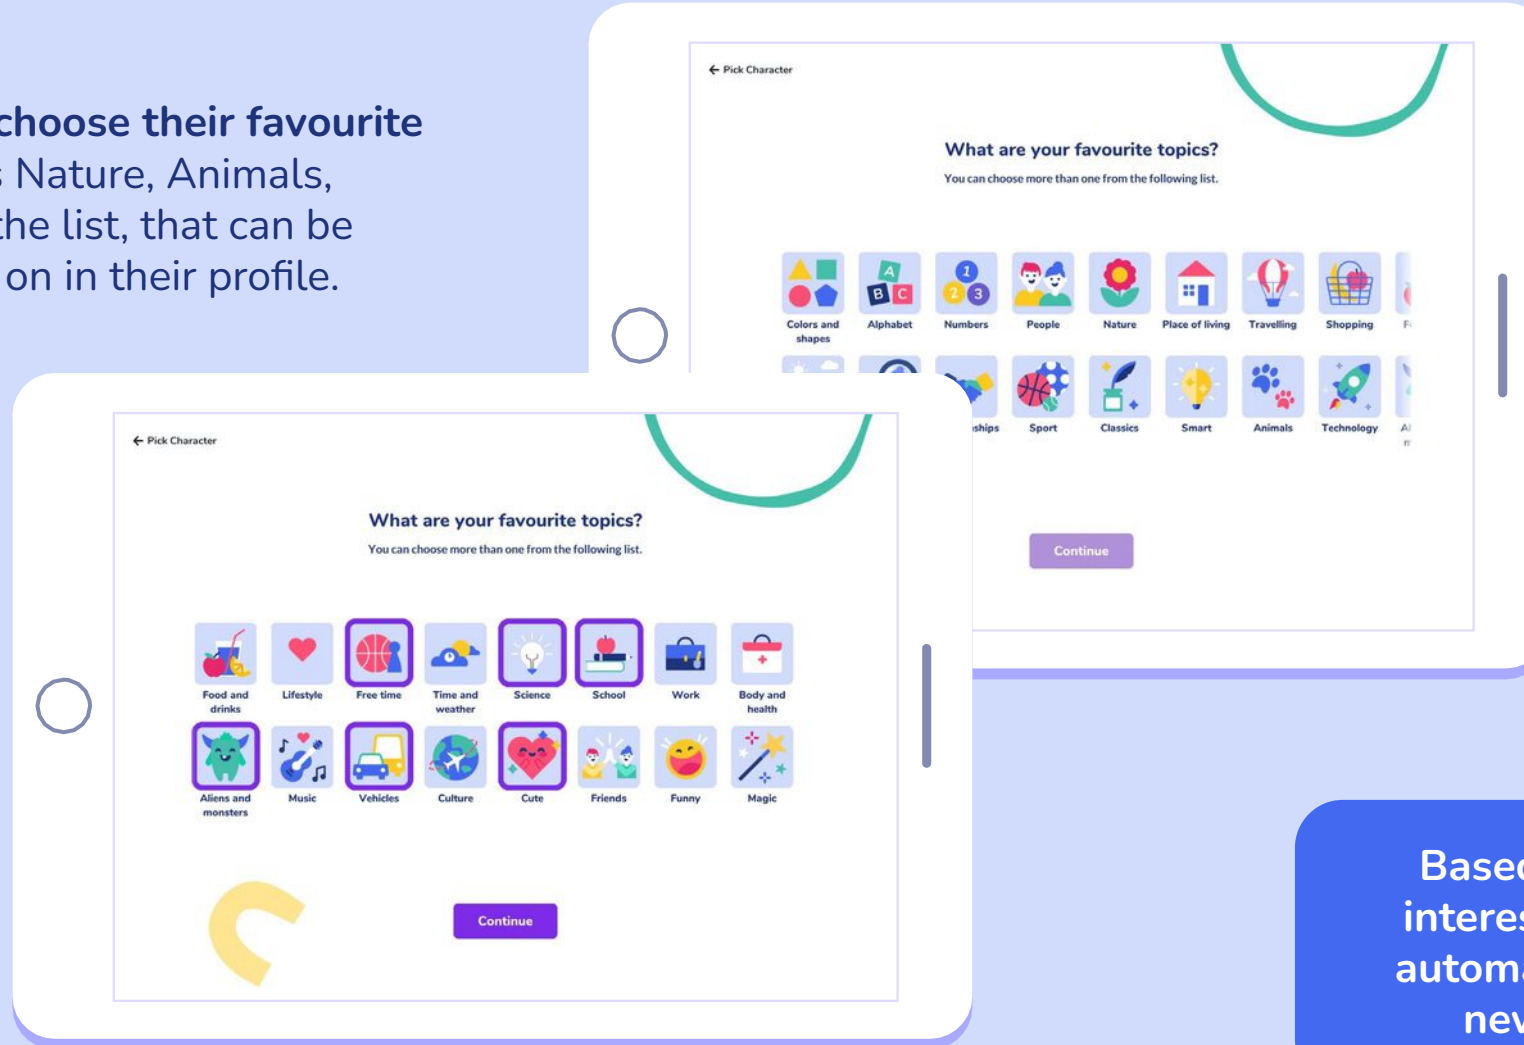 choose their favourite
Nature, Animals,
the list, that can be
on in their profile.
← Pick Character
What are your favourite topics?
You can choose more than one from the following list.
A
B C
1
2 3
Colors and shapes
Alphabet
Numbers
People
Nature
Place of living
Travelling
Shopping
Sport
Classics
Smart
Animals
Technology
Continue
← Pick Character
What are your favourite topics?
You can choose more than one from the following list.
Food and drinks
Lifestyle
Free time
Time and weather
Science
School
Work
Body and health
Aliens and monsters
Music
Vehicles
Culture
Cute
Friends
Funny
Magic
Continue